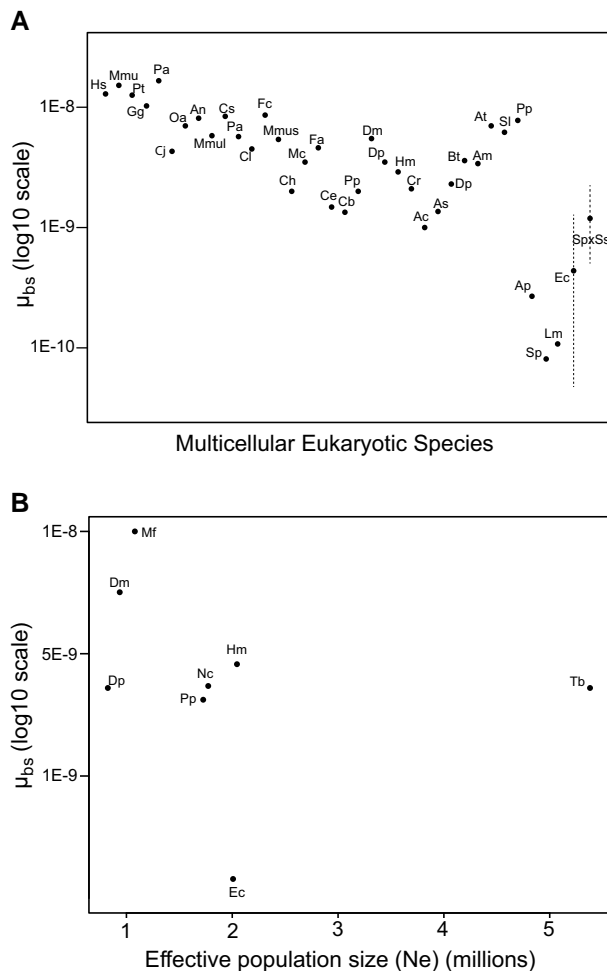 A
Hs
Mmu
Pt
Gg
Pa
Cj
Oa
An
Mmul
Cs
Pa
Cl
Fc
Mmus
Ch
Mc
Fa
Ce
Cb
Pp
Dm
Dp
Hm
Cr
Ac
As
Dp
Bt
Am
At
Sl
Pp
Ap
Sp
Lm
Ec
SpxSs
1E-8
1E-9
1E-10
μbs (log10 scale)
Multicellular Eukaryotic Species
B
1E-8
5E-9
1E-9
μbs (log10 scale)
Mf
Dm
Dp
Hm
Nc
Pp
Tb
Ec
1 2 3 4 5
Effective population size (Ne) (millions)